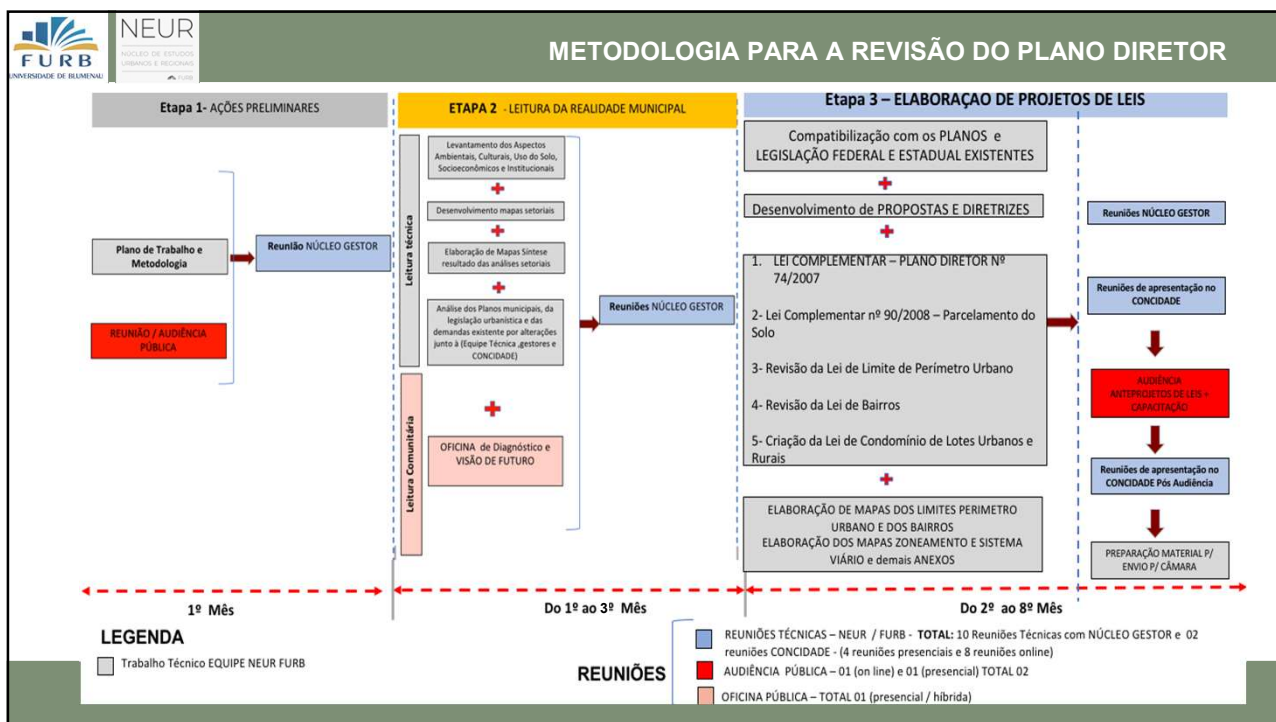 FURB
UNIVERSIDADE DE BLUMENAU
NEUR
NÚCLEO DE ESTUDOS
URBANOS E REGIONAIS
FURB
METODOLOGIA PARA A REVISÃO DO PLANO DIRETOR
Etapa 1- AÇÕES PRELIMINARES
Plano de Trabalho e
Metodologia
Reunião NÚCLEO GESTOR
REUNIÃO / AUDIÊNCIA
PÚBLICA
1º Mês
ETAPA 2 - LEITURA DA REALIDADE MUNICIPAL
Leitura técnica
Levantamento dos Aspectos
Ambientais, Culturais, Uso do Solo,
Socioeconômicos e Institucionais
Desenvolvimento mapas setoriais
Elaboração de Mapas Síntese
resultado das análises setoriais
Análise dos Planos municipais, da
legislação urbanística e das
demandas existente por alterações
junto à (Equipe Técnica ,gestores e
CONCIDADE)
Reuniões NÚCLEO GESTOR
Leitura Comunitária
OFICINA de Diagnóstico e
VISÃO DE FUTURO
Do 1º ao 3º Mês
Etapa 3 – ELABORAÇAO DE PROJETOS DE LEIS
Compatibilização com os PLANOS e
LEGISLAÇÃO FEDERAL E ESTADUAL EXISTENTES
Desenvolvimento de PROPOSTAS E DIRETRIZES
1. LEI COMPLEMENTAR – PLANO DIRETOR Nº
74/2007
2- Lei Complementar nº 90/2008 – Parcelamento do
Solo
3- Revisão da Lei de Limite de Perímetro Urbano
4- Revisão da Lei de Bairros
5- Criação da Lei de Condomínio de Lotes Urbanos e
Rurais
ELABORAÇÃO DE MAPAS DOS LIMITES PERIMETRO
URBANO E DOS BAIRROS
ELABORAÇÃO DOS MAPAS ZONEAMENTO E SISTEMA
VIÁRIO e demais ANEXOS
Reuniões NÚCLEO GESTOR
Reuniões de apresentação no
CONCIDADE
AUDIÊNCIA
ANTEPROJETOS DE LEIS +
CAPACITAÇÃO
Reuniões de apresentação no
CONCIDADE Pós Audiência
PREPARAÇÃO MATERIAL P/
ENVIO P/ CÂMARA
Do 2º ao 8º Mês
LEGENDA
Trabalho Técnico EQUIPE NEUR FURB
REUNIÕES
REUNIÕES TÉCNICAS – NEUR / FURB - TOTAL: 10 Reuniões Técnicas com NÚCLEO GESTOR e 02
reuniões CONCIDADE - (4 reuniões presenciais e 8 reuniões online)
AUDIÊNCIA PÚBLICA – 01 (on line) e 01 (presencial) TOTAL 02
OFICINA PÚBLICA – TOTAL 01 (presencial / híbrida)